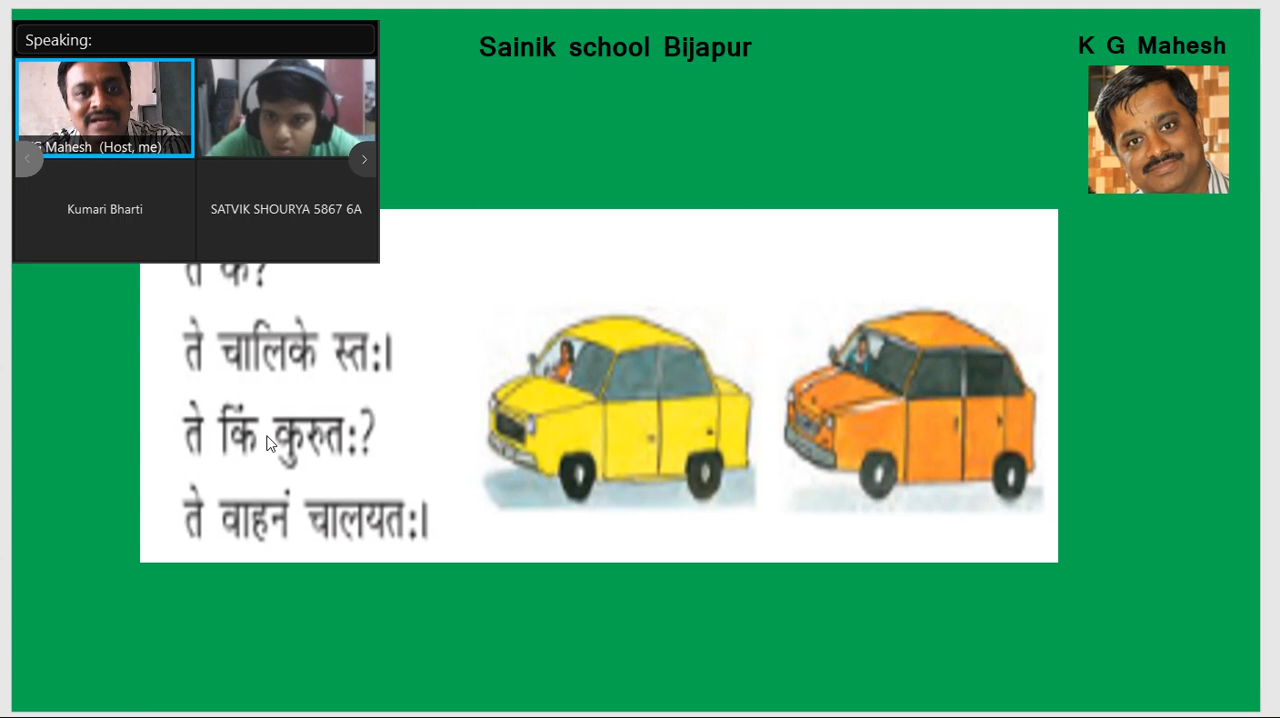 Speaking:
Sainik school Bijapur
K G Mahesh
G Mahesh (Host, me)
Kumari Bharti
SATVIK SHOURYA 5867 6A
ते के?
ते चालिके स्तः।
ते किं कुरुतः?
ते वाहनं चालयतः।